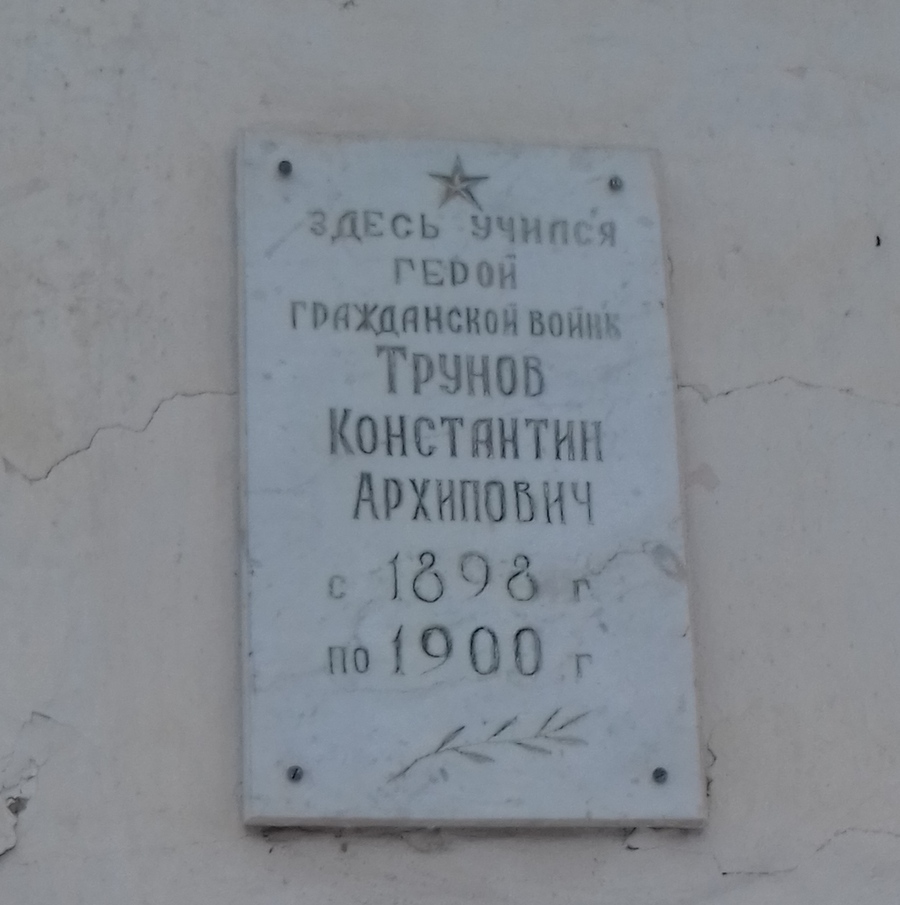 ЗДЕСЬ УЧИЛСЯ
ГЕРОЙ
ГРАЖДАНСКОЙ ВОЙНЫ
ТРУНОВ
КОНСТАНТИН
АРХИПОВИЧ
с 1898 г
по 1900 г